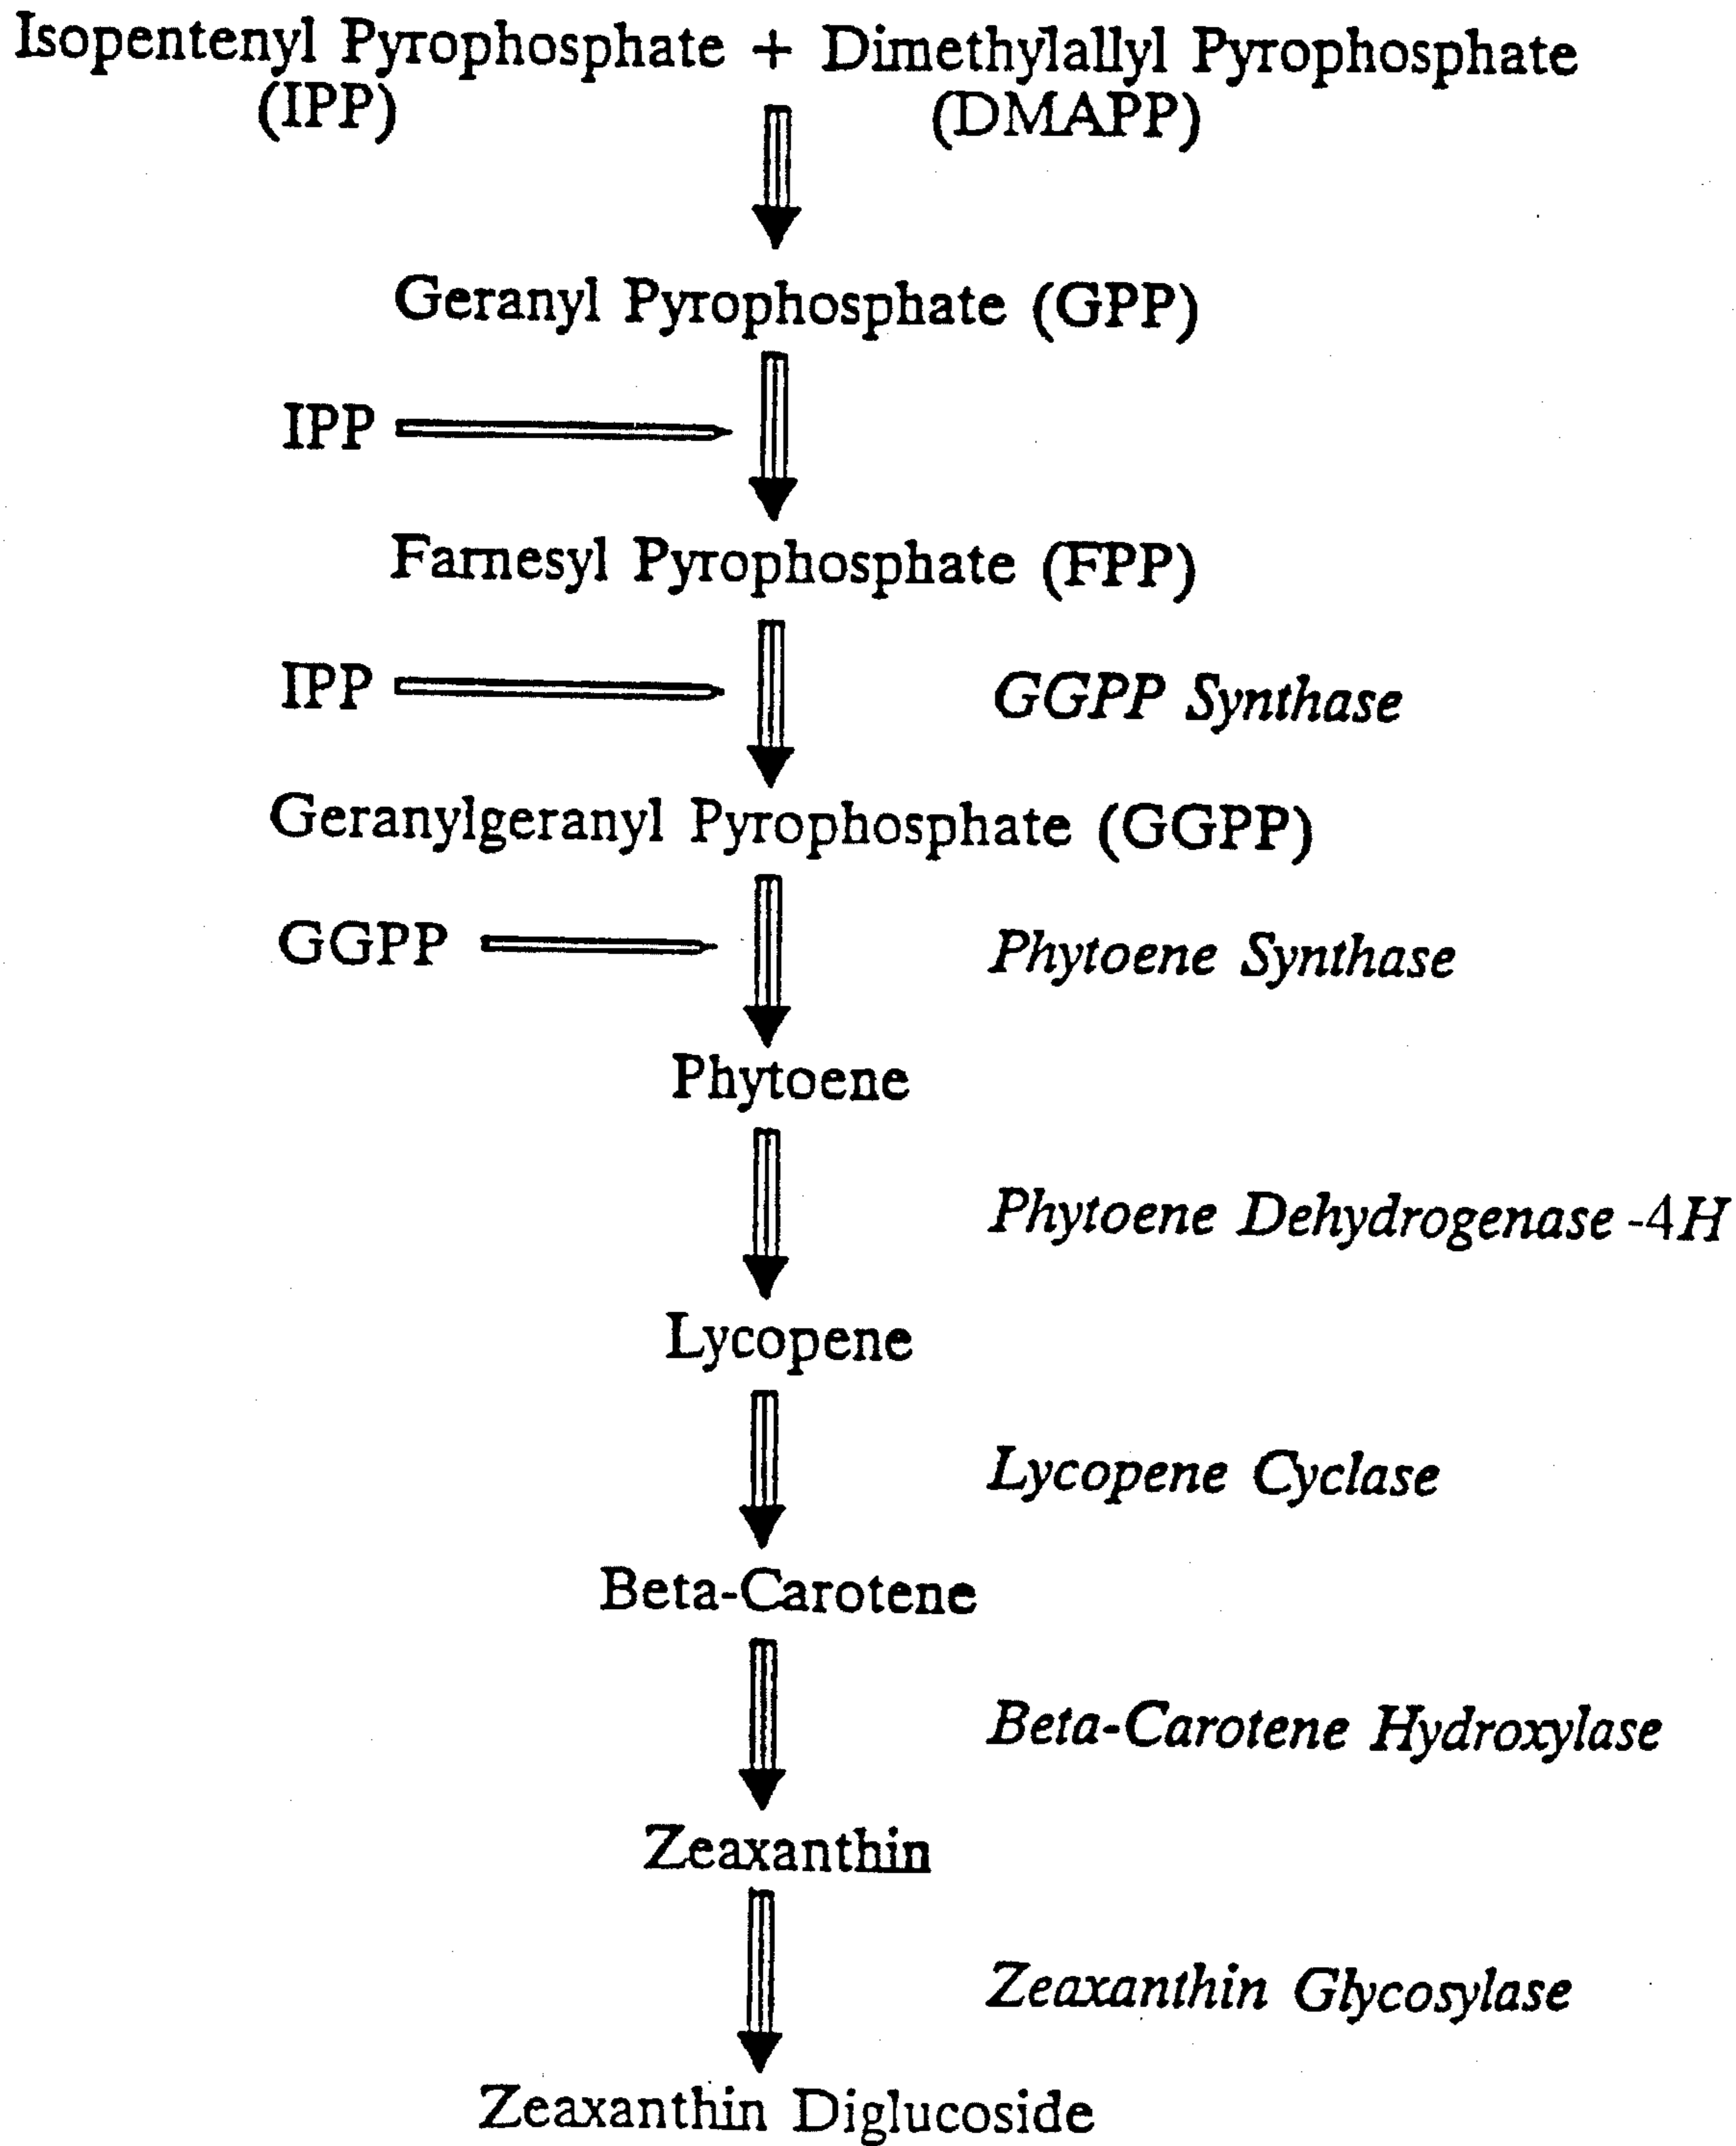 Isopentenyl Pyrophosphate + Dimethylallyl Pyrophosphate
(IPP) (DMAPP)
Geranyl Pyrophosphate (GPP)
IPP
Farnesyl Pyrophosphate (FPP)
IPP GGPP Synthase
Geranylgeranyl Pyrophosphate (GGPP)
GGPP Phytoene Synthase
Phytoene
Phytoene Dehydrogenase -4H
Lycopene
Lycopene Cyclase
Beta-Carotene
Beta-Carotene Hydroxylase
Zeaxanthin
Zeaxanthin Glycosylase
Zeaxanthin Diglucoside